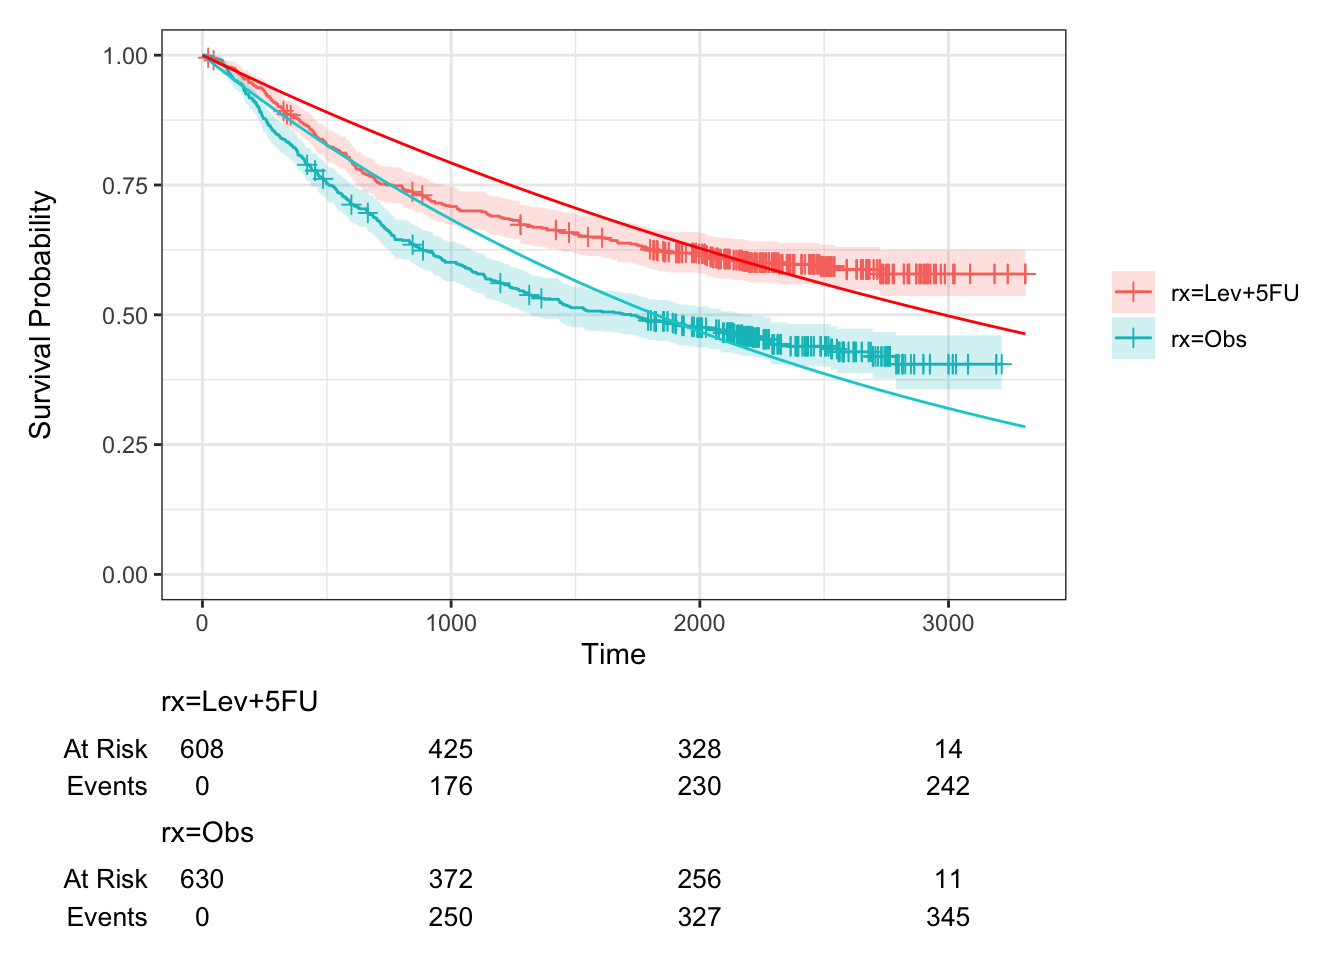 1.00
0.75
0.50
0.25
0.00
Survival Probability
0 1000 2000 3000
Time
rx=Lev+5FU
rx=Obs
rx=Lev+5FU
At Risk 608 425 328 14
Events 0 176 230 242
rx=Obs
At Risk 630 372 256 11
Events 0 250 327 345